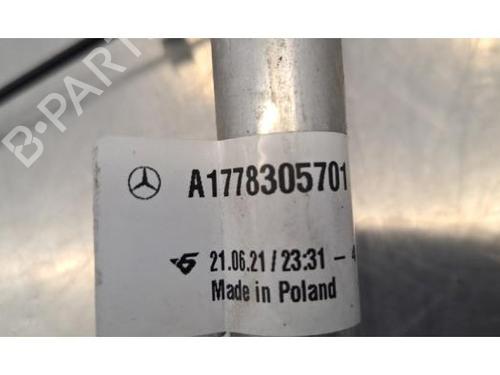 B-PARTS
A1778305701
21.06.21 / 23:31 -
Made in Poland